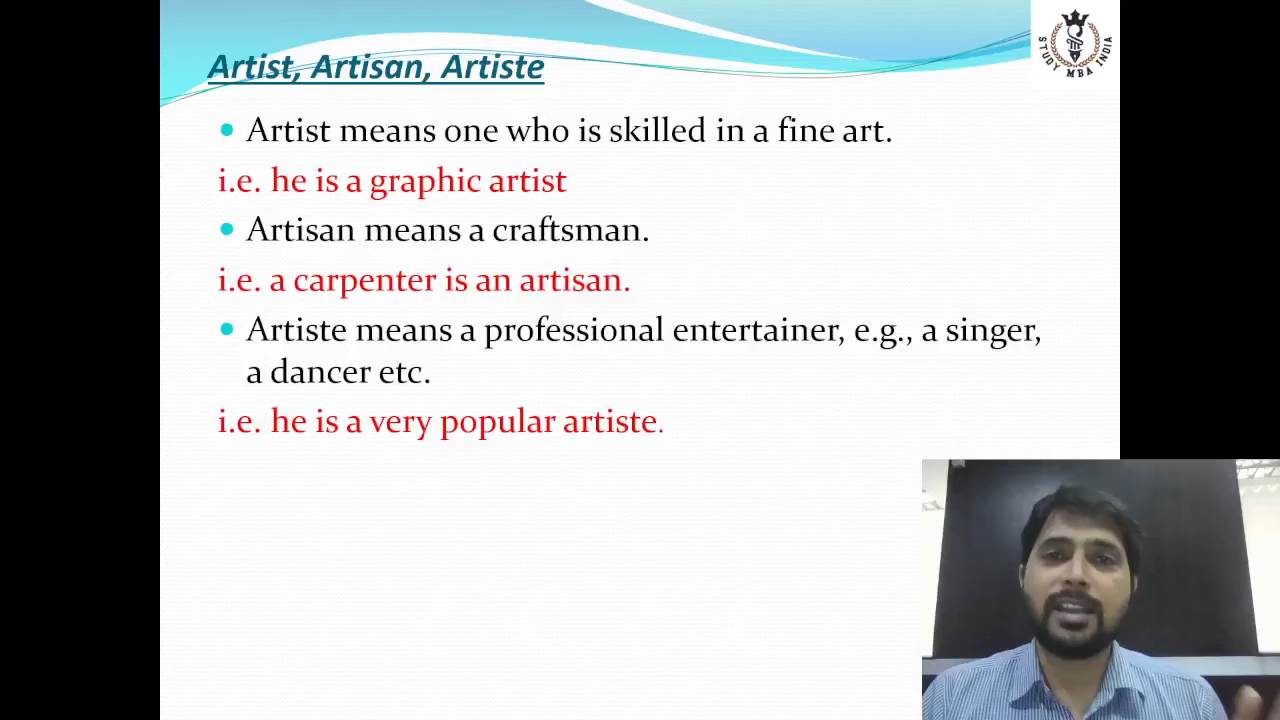 Artist, Artisan, Artiste
Artist means one who is skilled in a fine art.
i.e. he is a graphic artist
Artisan means a craftsman.
i.e. a carpenter is an artisan.
Artiste means a professional entertainer, e.g., a singer,
a dancer etc.
i.e. he is a very popular artiste.
STUDY MBA INDIA